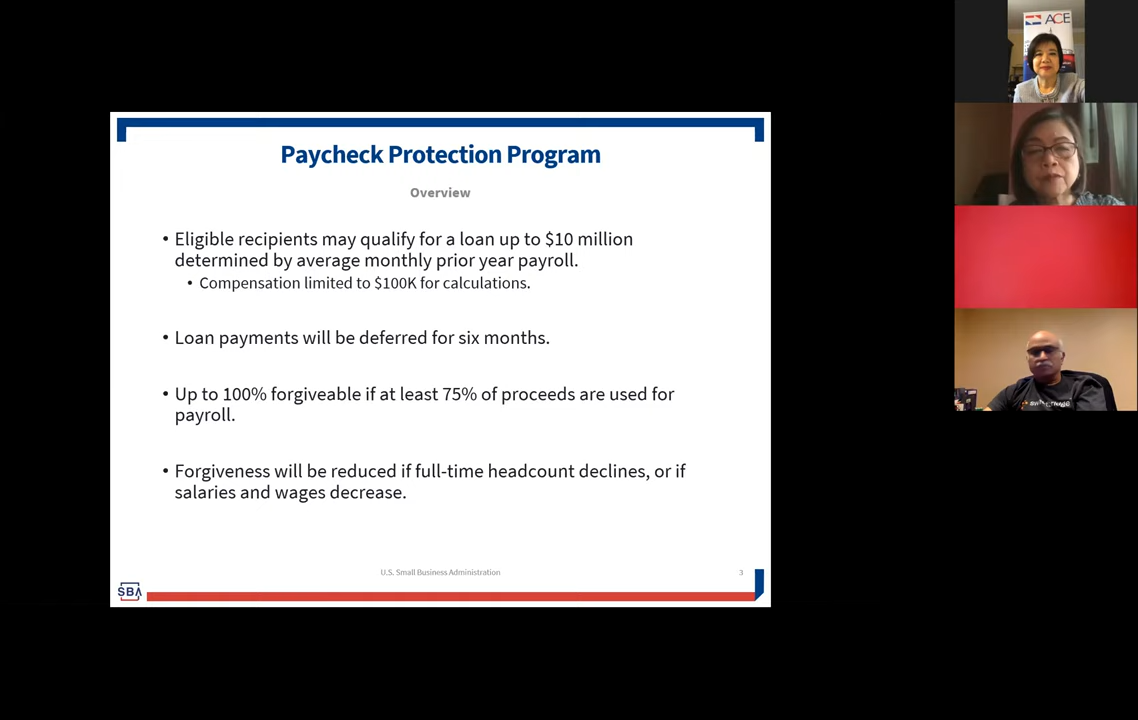 ACE
Paycheck Protection Program
Overview
• Eligible recipients may qualify for a loan up to $10 million
determined by average monthly prior year payroll.
• Compensation limited to $100K for calculations.
• Loan payments will be deferred for six months.
• Up to 100% forgiveable if at least 75% of proceeds are used for
payroll.
• Forgiveness will be reduced if full-time headcount declines, or if
salaries and wages decrease.
U.S. Small Business Administration
3
SBA